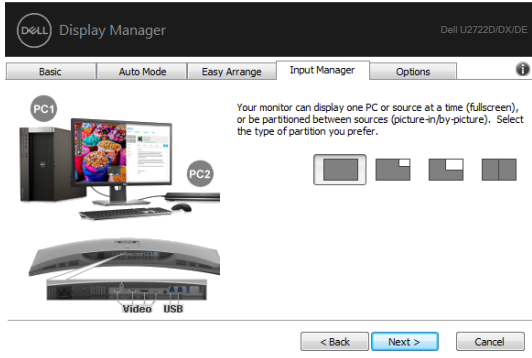 DELL Display Manager
Dell U2722D/DX/DE
Basic Auto Mode Easy Arrange Input Manager Options
PC1
PC2
Video USB
Your monitor can display one PC or source at a time (fullscreen),
or be partitioned between sources (picture-in/by-picture). Select
the type of partition you prefer.
< Back Next > Cancel